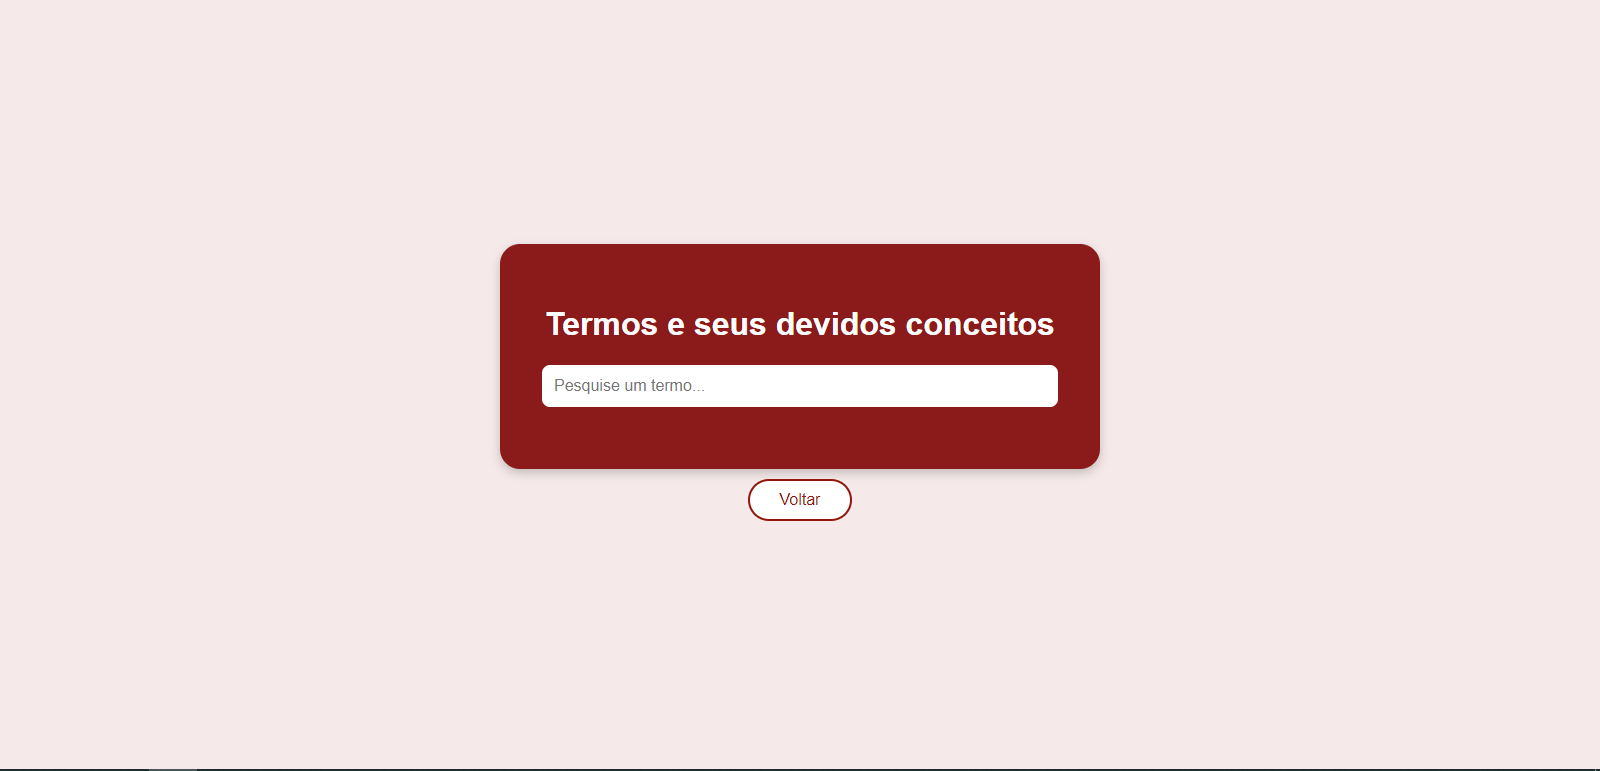 Termos e seus devidos conceitos
Pesquise um termo...
Voltar